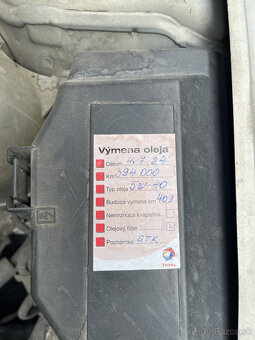 Výmena oleja
Dátum 4.4.24
Km 394 000
Typ oleja 5W-40
Budúca výmena km 409
Nemrznúca kvapalina
Olejový filter
Poznámka STK
TOTAL